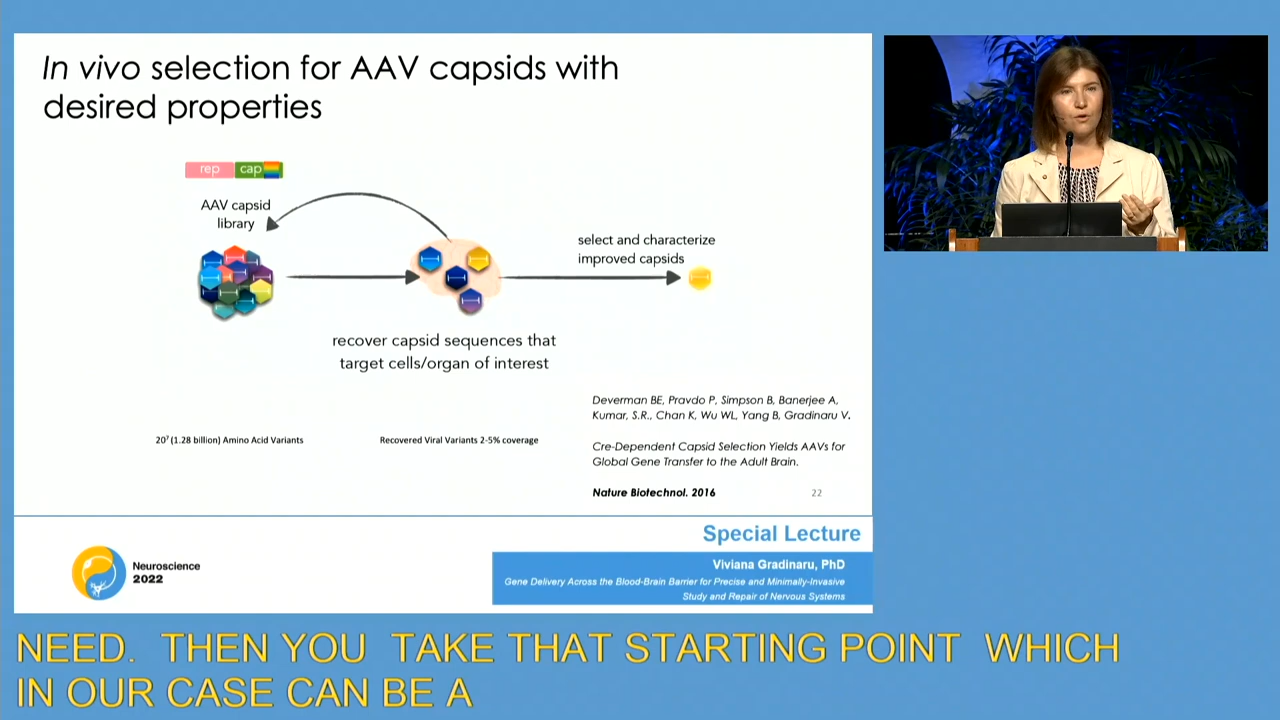 In vivo selection for AAV capsids with
desired properties
rep cap
AAV capsid
library
select and characterize
improved capsids
recover capsid sequences that
target cells/organ of interest
20⁷ (1.28 billion) Amino Acid Variants
Recovered Viral Variants 2-5% coverage
Deverman BE, Pravdo P, Simpson B, Banerjee A,
Kumar, S.R., Chan K, Wu WL, Yang B, Gradinaru V.
Cre-Dependent Capsid Selection Yields AAVs for
Global Gene Transfer to the Adult Brain.
Nature Biotechnol. 2016
22
Special Lecture
Neuroscience
2022
Viviana Gradinaru, PhD
Gene Delivery Across the Blood-Brain Barrier for Precise and Minimally-Invasive
Study and Repair of Nervous Systems
NEED. THEN YOU TAKE THAT STARTING POINT WHICH
IN OUR CASE CAN BE A